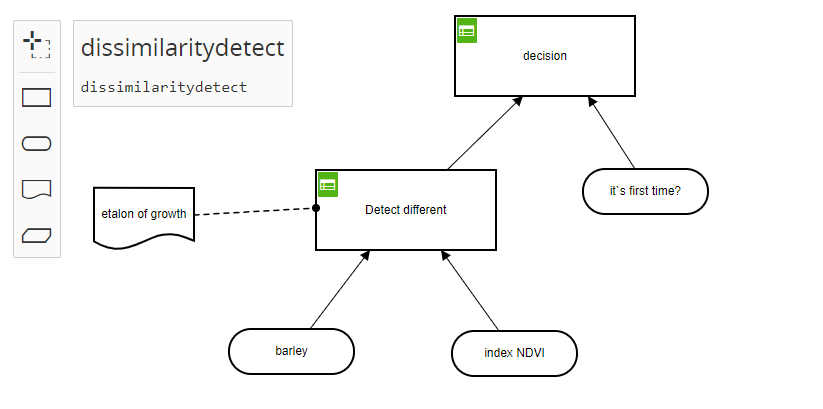 dissimilaritydetect
dissimilaritydetect
decision
it`s first time?
etalon of growth
Detect different
barley
index NDVI